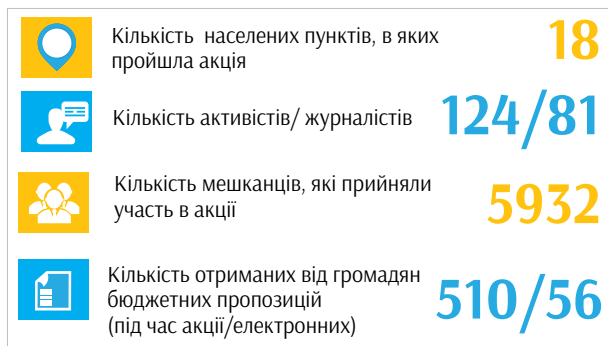 Кількість населених пунктів, в яких
пройшла акція
18
Кількість активістів/ журналістів
124/81
Кількість мешканців, які прийняли
участь в акції
5932
Кількість отриманих від громадян
бюджетних пропозицій
(під час акції/електронних)
510/56